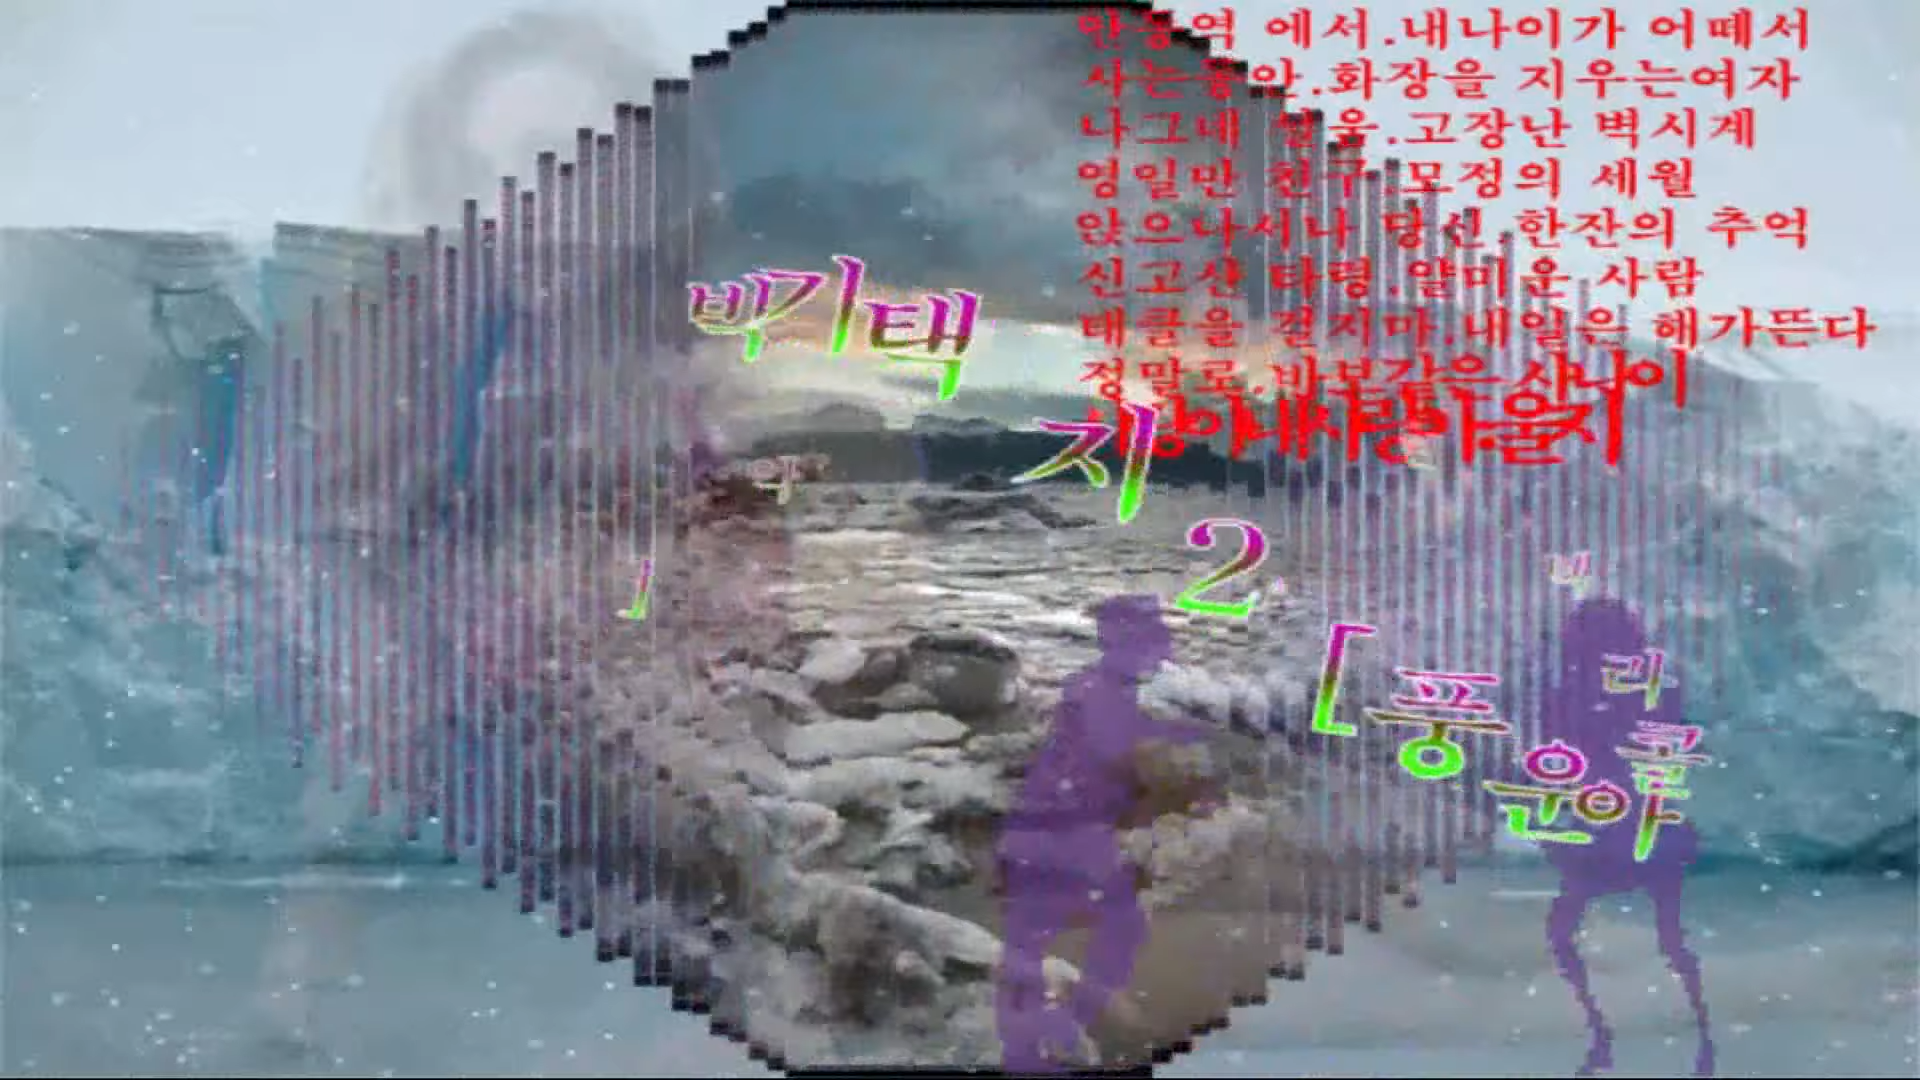 안동역 에서.내나이가 어떼서
사는동안.화장을 지우는여자
나그네 설움.고장난 벽시계
영일만 친구.모정의 세월
앉으나서나 당신.한잔의 추억
신고산 타령.얄미운 사람
태클을 걸지마.내일은 해가뜬다
정말로.바보같은 사나이
박기택
지
2
[풍
운아